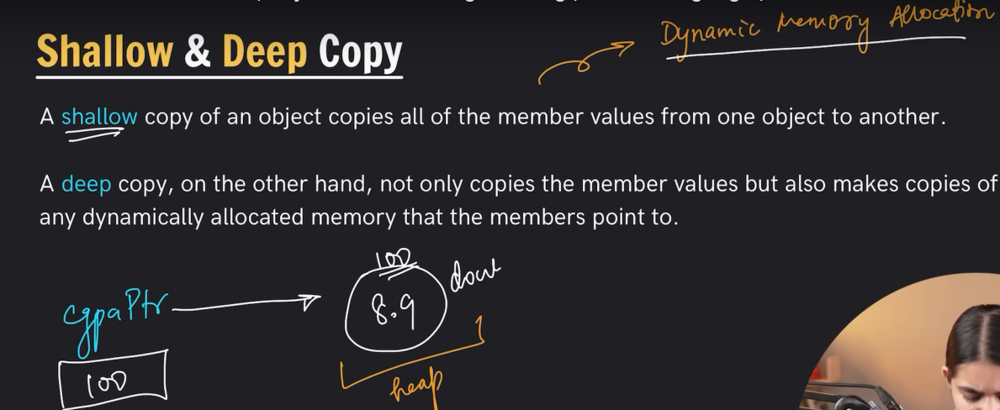 Dynamic Memory Allocation
Shallow & Deep Copy
A shallow copy of an object copies all of the member values from one object to another.
A deep copy, on the other hand, not only copies the member values but also makes copies of
any dynamically allocated memory that the members point to.
100
cgpaPtr
8.9
100
heap